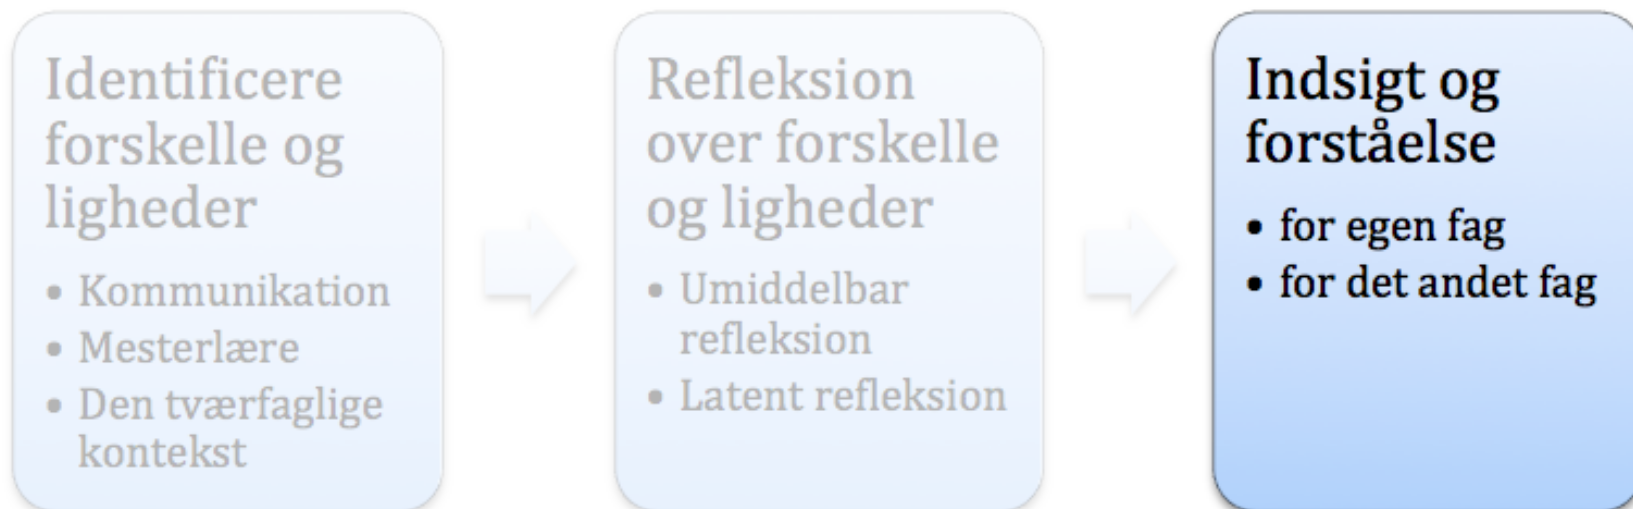 Identificere
forskelle og
ligheder
• Kommunikation
• Mesterlære
• Den tværfaglige
kontekst
Refleksion
over forskelle
og ligheder
• Umiddelbar
refleksion
• Latent refleksion
Indsigt og
forståelse
• for egen fag
• for det andet fag